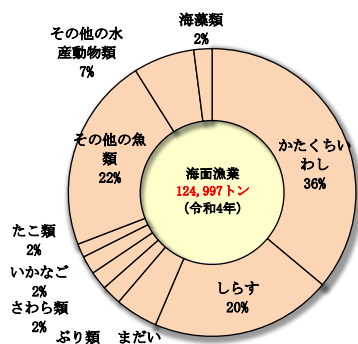 海藻類
2%
その他の水
産動物類
7%
かたくちい
わし
36%
その他の魚
類
22%
海面漁業
124,997トン
(令和4年)
たこ類
2%
いかなご
2%
さわら類
2%
しらす
20%
ぶり類
まだい